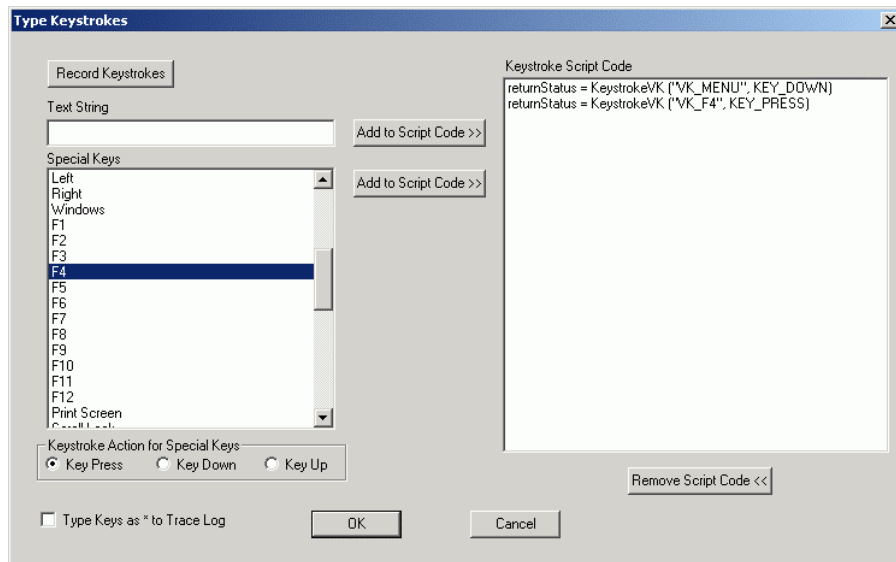 Type Keystrokes
Record Keystrokes
Text String
Add to Script Code >>
Special Keys
Left
Right
Windows
F1
F2
F3
F4
F5
F6
F7
F8
F9
F10
F11
F12
Print Screen
Scroll Lock
Add to Script Code >>
Keystroke Action for Special Keys
Key Press
Key Down
Key Up
Type Keys as * to Trace Log
OK
Cancel
Keystroke Script Code
returnStatus = KeystrokeVK ("VK_MENU", KEY_DOWN)
returnStatus = KeystrokeVK ("VK_F4", KEY_PRESS)
Remove Script Code <<